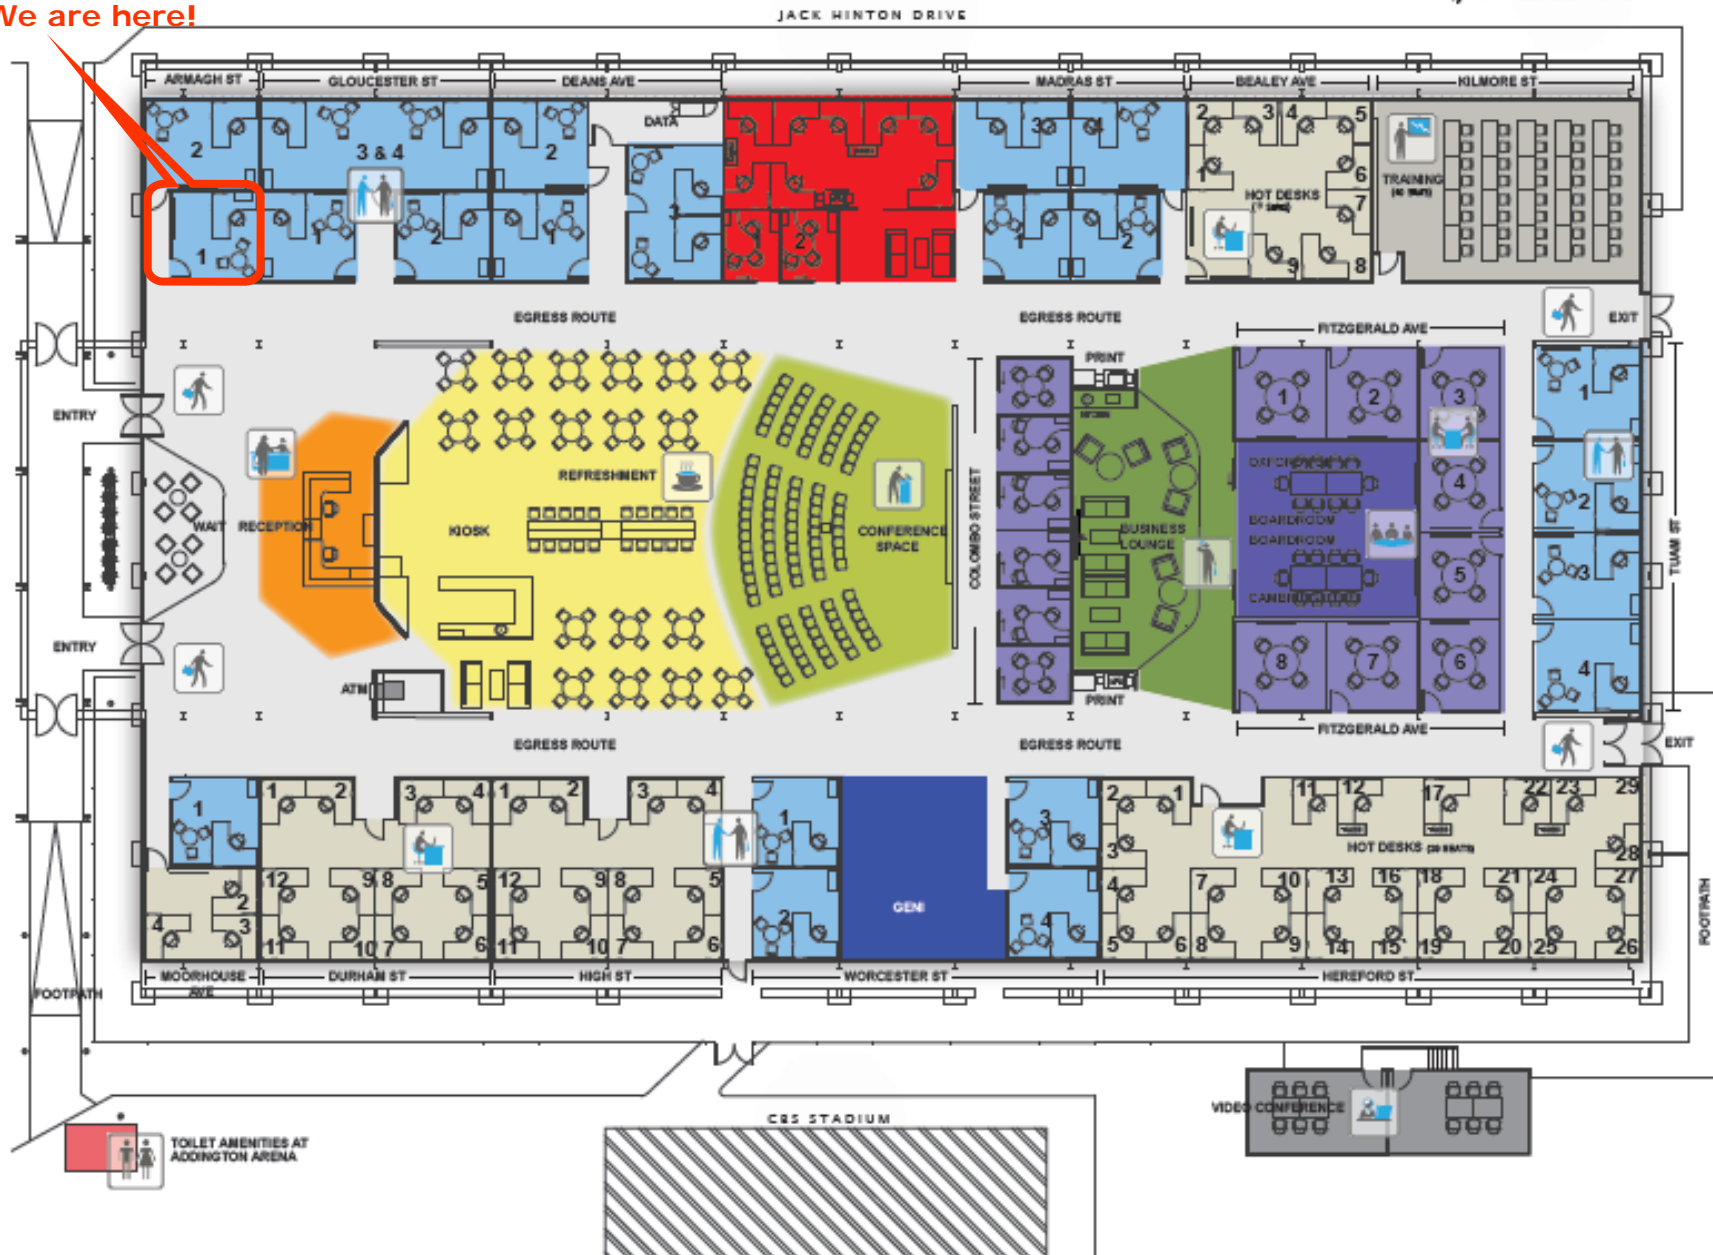 We are here!
JACK HINTON DRIVE
ARMAGH ST
GLOUCESTER ST
DEANS AVE
MADRAS ST
BEALEY AVE
KILMORE ST
2
3 & 4
2
DATA
3
4
2
3
4
5
1
6
7
8
9
HOT DESKS
TRAINING
1
1
2
1
3
2
1
2
EGRESS ROUTE
EGRESS ROUTE
EXIT
FITZGERALD AVE
PRINT
1
2
3
1
ENTRY
REFRESHMENT
4
2
WAIT
RECEPTION
KIOSK
CONFERENCE
SPACE
COLOMBO STREET
BUSINESS
LOUNGE
BOARDROOM
BOARDROOM
TUAM ST
5
3
ENTRY
8
7
6
4
ATM
PRINT
FITZGERALD AVE
EGRESS ROUTE
EGRESS ROUTE
EXIT
1
1
2
3
4
1
2
3
4
1
3
2
1
11
12
17
22
23
29
3
HOT DESKS (29 SEATS)
28
12
9
8
5
12
9
8
5
4
7
10
13
16
18
21
24
27
2
4
3
GENI
2
4
11
10
7
6
11
10
7
6
5
6
8
9
14
15
19
20
25
26
MOORHOUSE
AVE
DURHAM ST
HIGH ST
WORCESTER ST
HEREFORD ST
FOOTPATH
FOOTPATH
VIDEO CONFERENCE
CBS STADIUM
TOILET AMENITIES AT
ADDINGTON ARENA